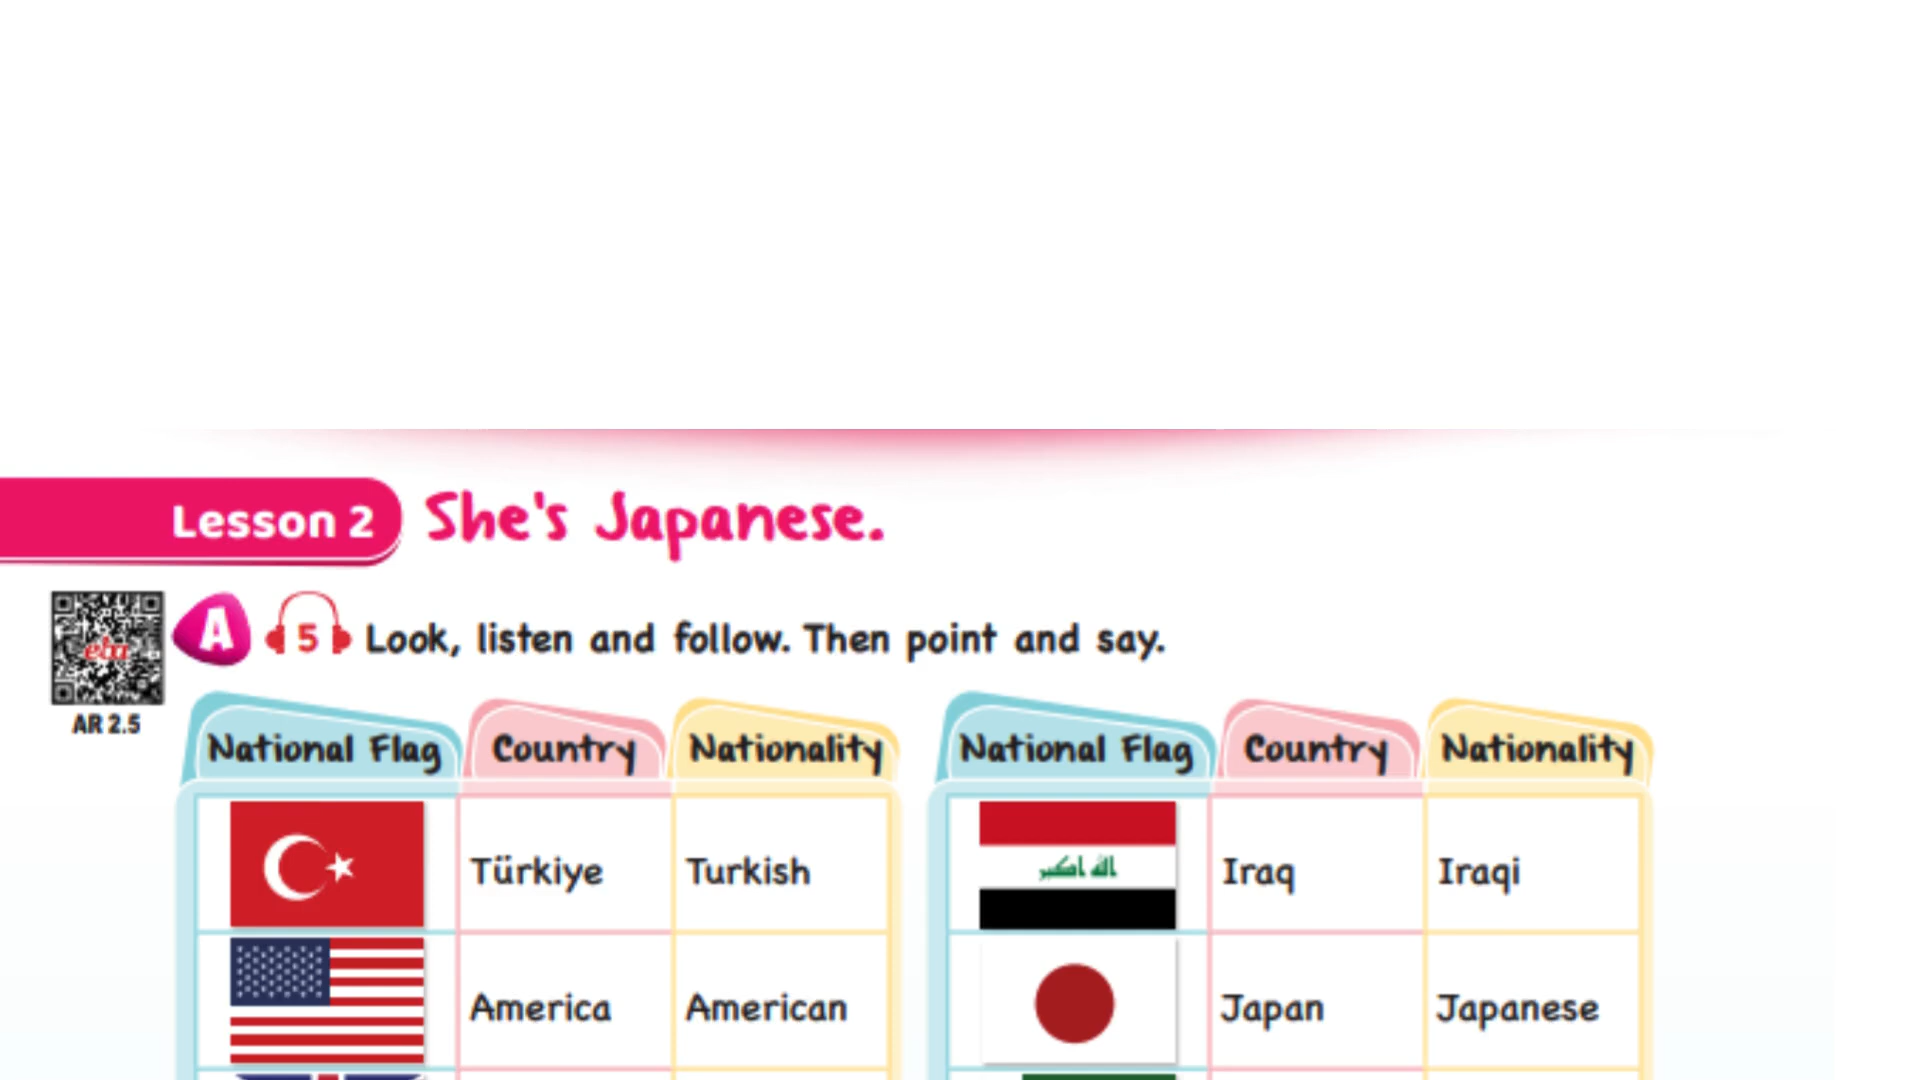 Lesson 2 She's Japanese.
A 5 Look, listen and follow. Then point and say.
AR 2.5
National Flag Country Nationality National Flag Country Nationality
Türkiye Turkish الله اكبر Iraq Iraqi
America American Japan Japanese